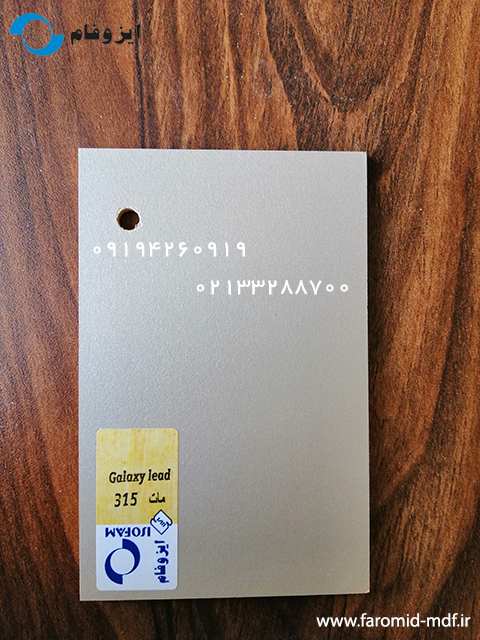 ایزوفام
۰۹۱۹۴۲۶۰۹۱۹
۰۲۱۳۳۲۸۸۷۰۰
Galaxy lead
315 مات
ISOFAM
ایزوفام
www.faromid-mdf.ir